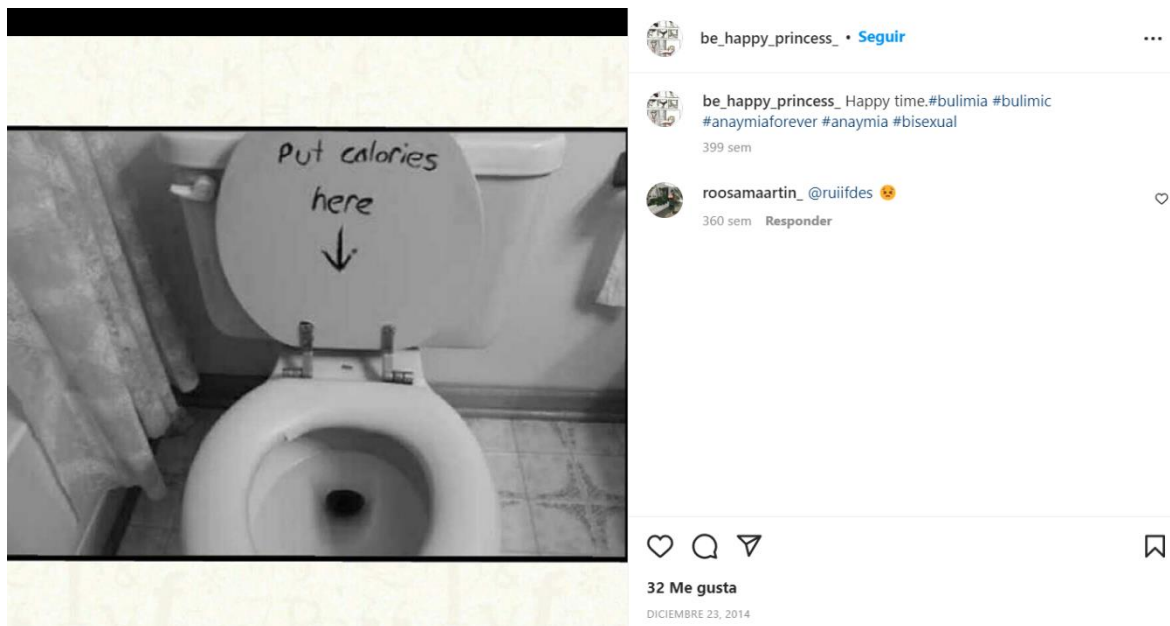 Put calories
here
be_happy_princess_ • Seguir
be_happy_princess_ Happy time.#bulimia #bulimic
#anaymiaforever #anaymia #bisexual
399 sem
roosamaartin_ @ruiifdes
360 sem Responder
32 Me gusta
DICIEMBRE 23, 2014